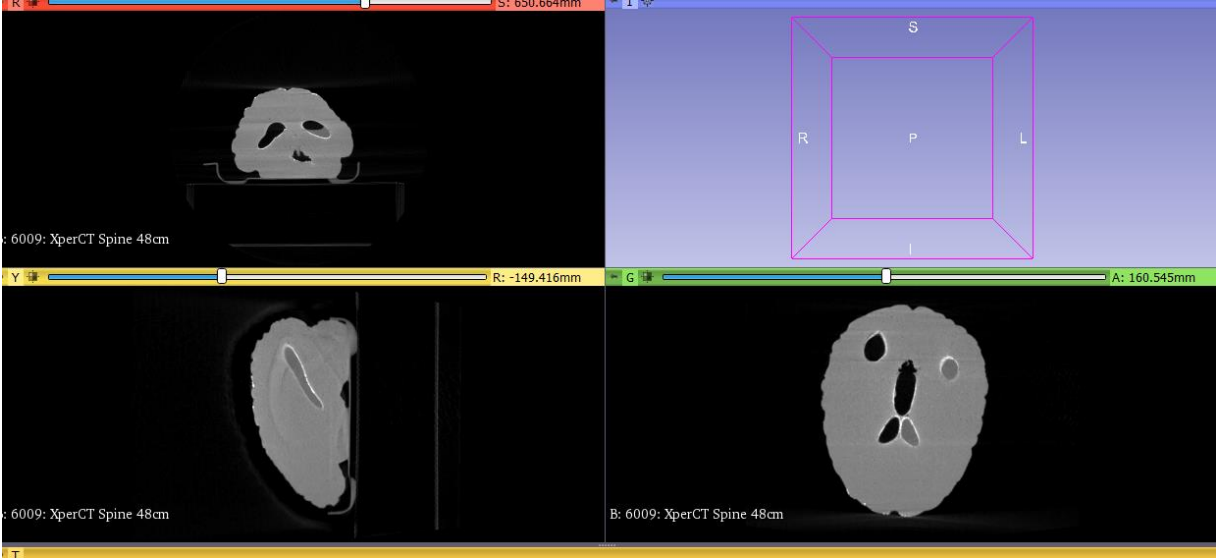 R S: 650.664mm
I
S
R P L
I
: 6009: XperCT Spine 48cm
Y R: -149.416mm
G A: 160.545mm
: 6009: XperCT Spine 48cm
B: 6009: XperCT Spine 48cm
T